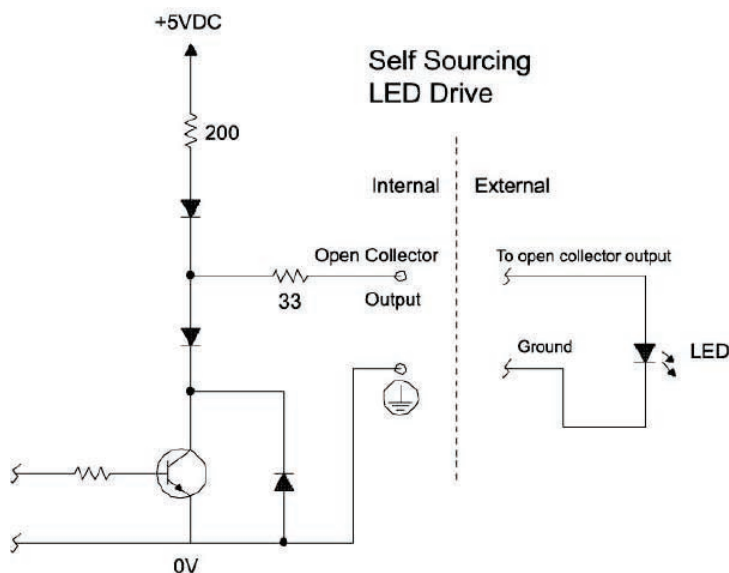 +5VDC
Self Sourcing
LED Drive
200
Internal
External
Open Collector
To open collector output
33
Output
Ground
LED
0V